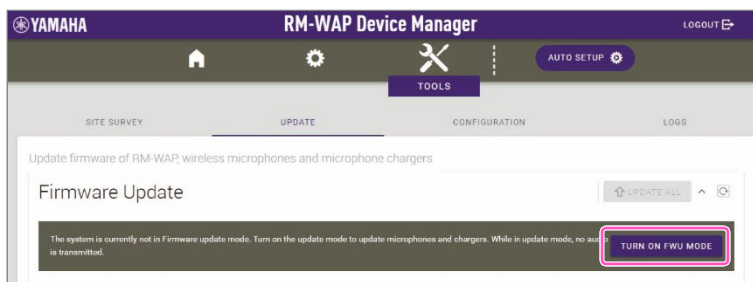 YAMAHA RM-WAP Device Manager LOGOUT
AUTO SETUP
TOOLS
SITE SURVEY UPDATE CONFIGURATION LOGS
Update firmware of RM-WAP, wireless microphones and microphone chargers
Firmware Update UPDATE ALL
The system is currently not in Firmware update mode. Turn on the update mode to update microphones and chargers. While in update mode, no audio
is transmitted.
TURN ON FWU MODE